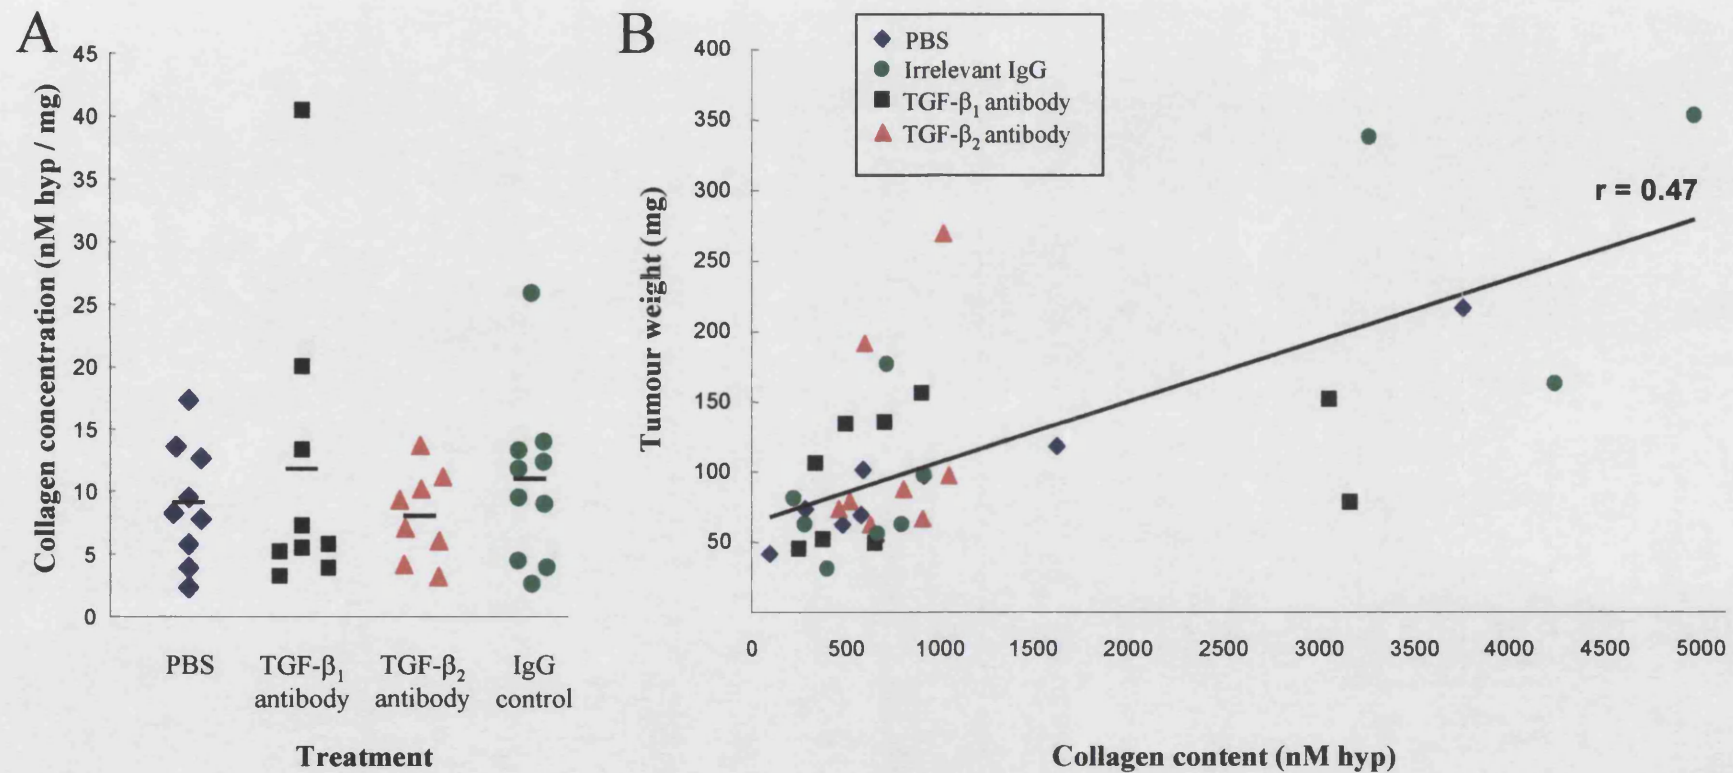 A
Collagen concentration (nM hyp / mg)
45
40
35
30
25
20
15
10
5
0
PBS
TGF-β₁
antibody
TGF-β₂
antibody
IgG
control
Treatment
B
PBS
Irrelevant IgG
TGF-β₁ antibody
TGF-β₂ antibody
Tumour weight (mg)
400
350
300
250
200
150
100
50
r = 0.47
0
500
1000
1500
2000
2500
3000
3500
4000
4500
5000
Collagen content (nM hyp)